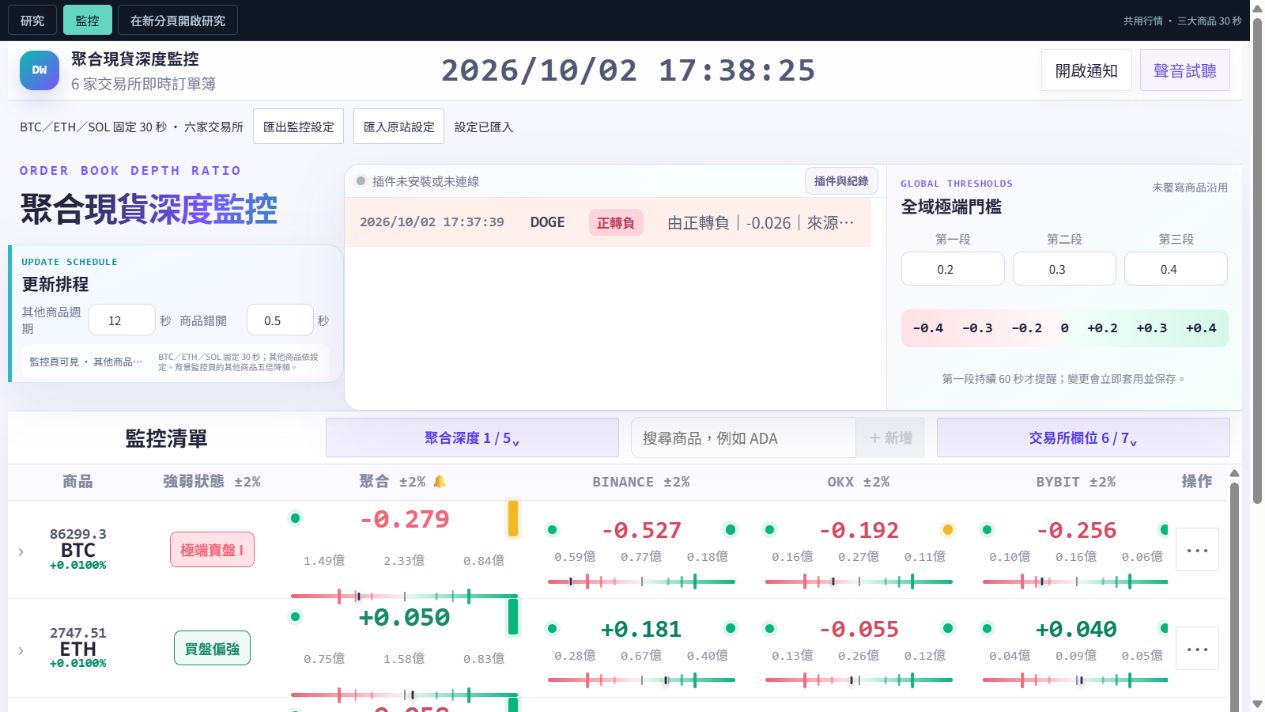 研究 監控 在新分頁開啟研究 共用行情 · 三大商品 30 秒
DW 聚合現貨深度監控
6 家交易所即時訂單簿
2026/10/02 17:38:25
開啟通知 聲音試聽
BTC／ETH／SOL 固定 30 秒 · 六家交易所 匯出監控設定 匯入原站設定 設定已匯入
ORDER BOOK DEPTH RATIO
聚合現貨深度監控
UPDATE SCHEDULE
更新排程
其他商品週期 12 秒 商品錯開 0.5 秒
監控頁可見 · 其他商品…
BTC／ETH／SOL 固定 30 秒；其他商品依設
定。背景監控頁的其他商品五倍降頻。
插件未安裝或未連線 插件與紀錄
2026/10/02 17:37:39 DOGE 正轉負 由正轉負｜-0.026｜來源…
GLOBAL THRESHOLDS
全域極端門檻
未覆寫商品沿用
第一段 第二段 第三段
0.2 0.3 0.4
-0.4 -0.3 -0.2 0 +0.2 +0.3 +0.4
第一段持續 60 秒才提醒；變更會立即套用並保存。
監控清單 聚合深度 1 / 5 搜尋商品，例如 ADA + 新增 交易所欄位 6 / 7
商品 強弱狀態 ±2% 聚合 ±2% 🔔 BINANCE ±2% OKX ±2% BYBIT ±2% 操作
86299.3
BTC
+0.0100%
極端賣盤 I
-0.279
1.49億 2.33億 0.84億
-0.527
0.59億 0.77億 0.18億
-0.192
0.16億 0.27億 0.11億
-0.256
0.10億 0.16億 0.06億
···
2747.51
ETH
+0.0100%
買盤偏強
+0.050
0.75億 1.58億 0.83億
+0.181
0.28億 0.67億 0.40億
-0.055
0.13億 0.26億 0.12億
+0.040
0.04億 0.09億 0.05億
···